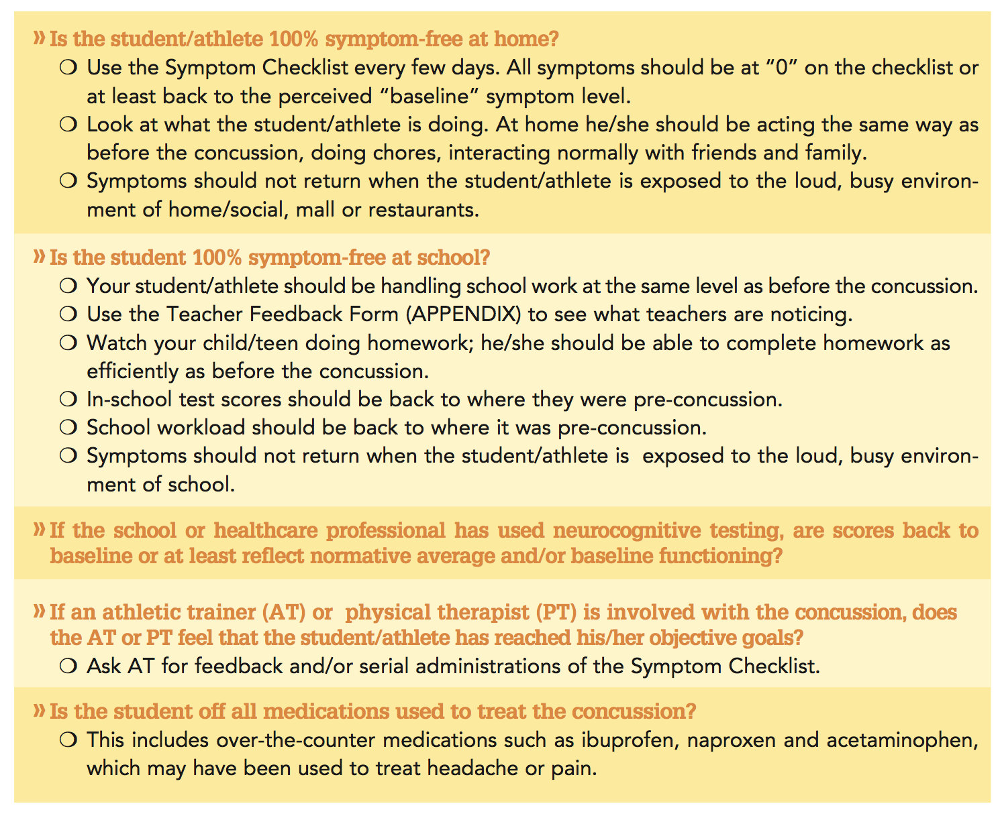 » Is the student/athlete 100% symptom-free at home?
❍ Use the Symptom Checklist every few days. All symptoms should be at “0” on the checklist or
at least back to the perceived “baseline” symptom level.
❍ Look at what the student/athlete is doing. At home he/she should be acting the same way as
before the concussion, doing chores, interacting normally with friends and family.
❍ Symptoms should not return when the student/athlete is exposed to the loud, busy environ-
ment of home/social, mall or restaurants.
» Is the student 100% symptom-free at school?
❍ Your student/athlete should be handling school work at the same level as before the concussion.
❍ Use the Teacher Feedback Form (APPENDIX) to see what teachers are noticing.
❍ Watch your child/teen doing homework; he/she should be able to complete homework as
efficiently as before the concussion.
❍ In-school test scores should be back to where they were pre-concussion.
❍ School workload should be back to where it was pre-concussion.
❍ Symptoms should not return when the student/athlete is exposed to the loud, busy environ-
ment of school.
» If the school or healthcare professional has used neurocognitive testing, are scores back to
baseline or at least reflect normative average and/or baseline functioning?
» If an athletic trainer (AT) or physical therapist (PT) is involved with the concussion, does
the AT or PT feel that the student/athlete has reached his/her objective goals?
❍ Ask AT for feedback and/or serial administrations of the Symptom Checklist.
» Is the student off all medications used to treat the concussion?
❍ This includes over-the-counter medications such as ibuprofen, naproxen and acetaminophen,
which may have been used to treat headache or pain.